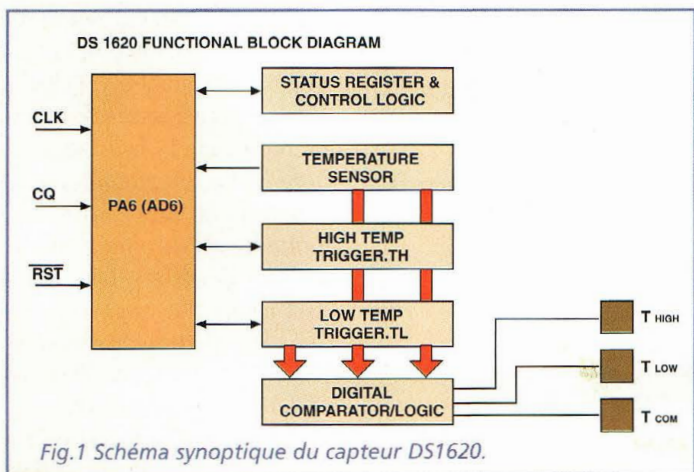 DS 1620 FUNCTIONAL BLOCK DIAGRAM
STATUS REGISTER &
CONTROL LOGIC
CLK
TEMPERATURE
SENSOR
CQ
PA6 (AD6)
HIGH TEMP
TRIGGER.TH
RST
LOW TEMP
TRIGGER.TL
T HIGH
T LOW
DIGITAL
COMPARATOR/LOGIC
T COM
Fig.1 Schéma synoptique du capteur DS1620.